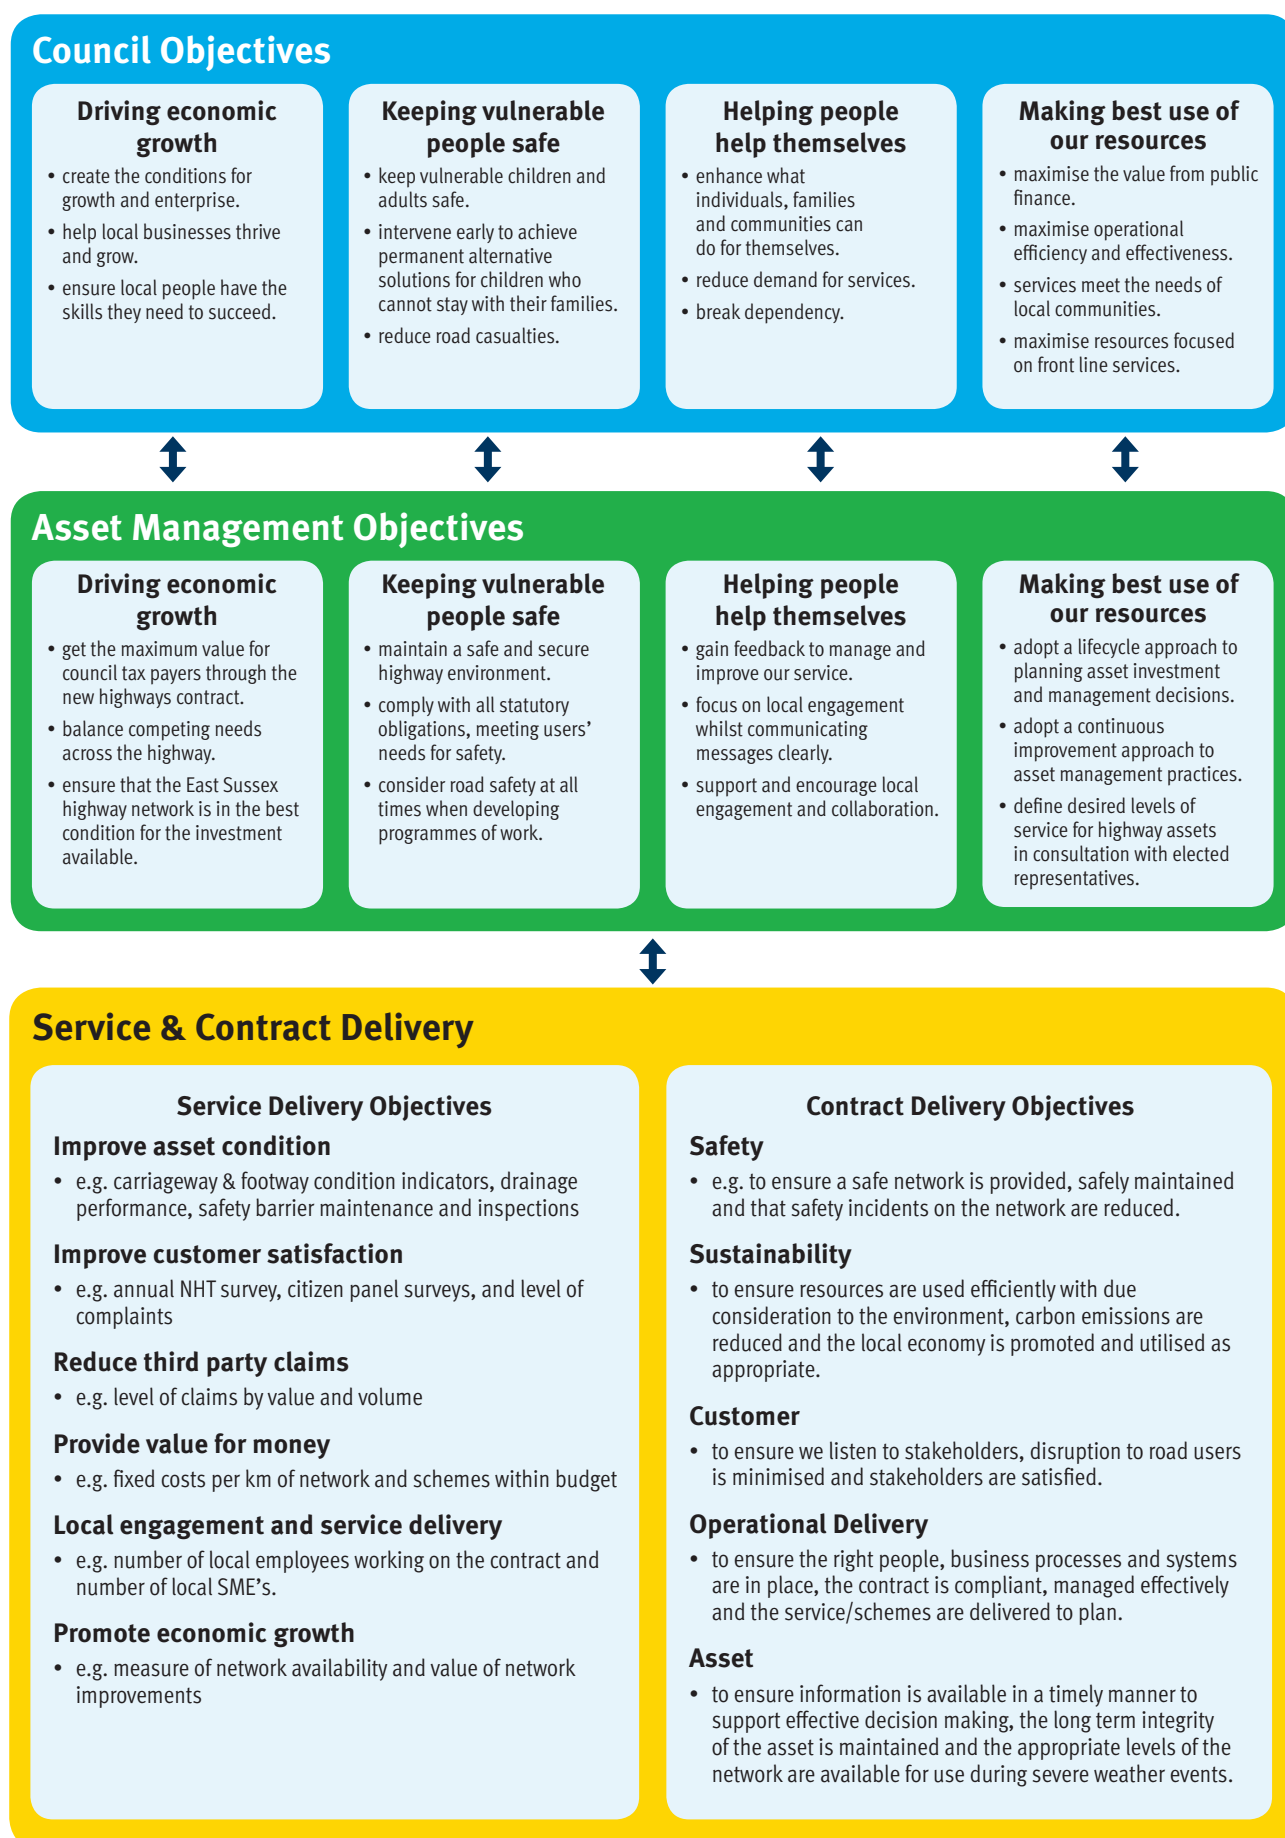 Council Objectives
Driving economic
growth
• create the conditions for
growth and enterprise.
• help local businesses thrive
and grow.
• ensure local people have the
skills they need to succeed.
Keeping vulnerable
people safe
• keep vulnerable children and
adults safe.
• intervene early to achieve
permanent alternative
solutions for children who
cannot stay with their families.
• reduce road casualties.
Helping people
help themselves
• enhance what
individuals, families
and communities can
do for themselves.
• reduce demand for services.
• break dependency.
Making best use of
our resources
• maximise the value from public
finance.
• maximise operational
efficiency and effectiveness.
• services meet the needs of
local communities.
• maximise resources focused
on front line services.
Asset Management Objectives
Driving economic
growth
• get the maximum value for
council tax payers through the
new highways contract.
• balance competing needs
across the highway.
• ensure that the East Sussex
highway network is in the best
condition for the investment
available.
Keeping vulnerable
people safe
• maintain a safe and secure
highway environment.
• comply with all statutory
obligations, meeting users’
needs for safety.
• consider road safety at all
times when developing
programmes of work.
Helping people
help themselves
• gain feedback to manage and
improve our service.
• focus on local engagement
whilst communicating
messages clearly.
• support and encourage local
engagement and collaboration.
Making best use of
our resources
• adopt a lifecycle approach to
planning asset investment
and management decisions.
• adopt a continuous
improvement approach to
asset management practices.
• define desired levels of
service for highway assets
in consultation with elected
representatives.
Service & Contract Delivery
Service Delivery Objectives
Improve asset condition
• e.g. carriageway & footway condition indicators, drainage
performance, safety barrier maintenance and inspections
Improve customer satisfaction
• e.g. annual NHT survey, citizen panel surveys, and level of
complaints
Reduce third party claims
• e.g. level of claims by value and volume
Provide value for money
• e.g. fixed costs per km of network and schemes within budget
Local engagement and service delivery
• e.g. number of local employees working on the contract and
number of local SME’s.
Promote economic growth
• e.g. measure of network availability and value of network
improvements
Contract Delivery Objectives
Safety
• e.g. to ensure a safe network is provided, safely maintained
and that safety incidents on the network are reduced.
Sustainability
• to ensure resources are used efficiently with due
consideration to the environment, carbon emissions are
reduced and the local economy is promoted and utilised as
appropriate.
Customer
• to ensure we listen to stakeholders, disruption to road users
is minimised and stakeholders are satisfied.
Operational Delivery
• to ensure the right people, business processes and systems
are in place, the contract is compliant, managed effectively
and the service/schemes are delivered to plan.
Asset
• to ensure information is available in a timely manner to
support effective decision making, the long term integrity
of the asset is maintained and the appropriate levels of the
network are available for use during severe weather events.